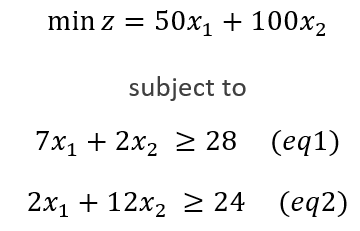 min z = 50x₁ + 100x₂
subject to
7x₁ + 2x₂ ≥ 28 (eq1)
2x₁ + 12x₂ ≥ 24 (eq2)